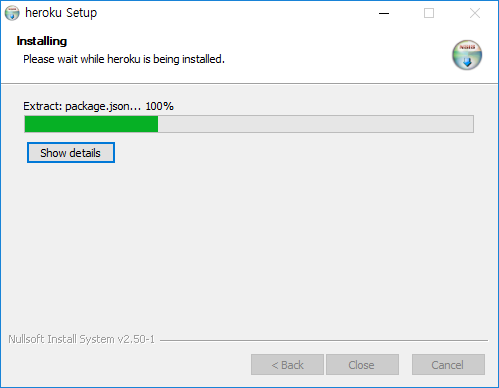 heroku Setup
Installing
Please wait while heroku is being installed.
Extract: package.json... 100%
Show details
Nullsoft Install System v2.50-1
< Back
Close
Cancel